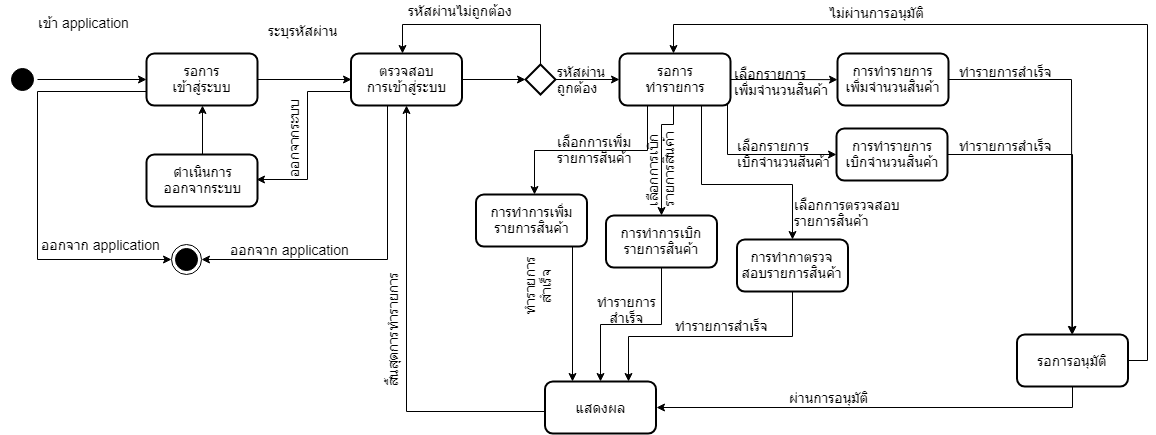 รหัสผ่านไม่ถูกต้อง
ไม่ผ่านการอนุมัติ
เข้า application
ระบุรหัสผ่าน
รอการ
เข้าสู่ระบบ
ตรวจสอบ
การเข้าสู่ระบบ
รหัสผ่าน
ถูกต้อง
รอการ
ทำรายการ
เลือกรายการ
เพิ่มจำนวนสินค้า
การทำรายการ
เพิ่มจำนวนสินค้า
ทำรายการสำเร็จ
ออกจากระบบ
เลือกการเพิ่ม
รายการสินค้า
เลือกการเบิก
รายการสินค้า
เลือกรายการ
เบิกจำนวนสินค้า
การทำรายการ
เบิกจำนวนสินค้า
ทำรายการสำเร็จ
ดำเนินการ
ออกจากระบบ
การทำการเพิ่ม
รายการสินค้า
เลือกการตรวจสอบ
รายการสินค้า
การทำการเบิก
รายการสินค้า
ออกจาก application
ออกจาก application
การทำกาตรวจ
สอบรายการสินค้า
ทำรายการ
สำเร็จ
ทำรายการ
สำเร็จ
ทำรายการสำเร็จ
สิ้นสุดการทำรายการ
รอการอนุมัติ
แสดงผล
ผ่านการอนุมัติ